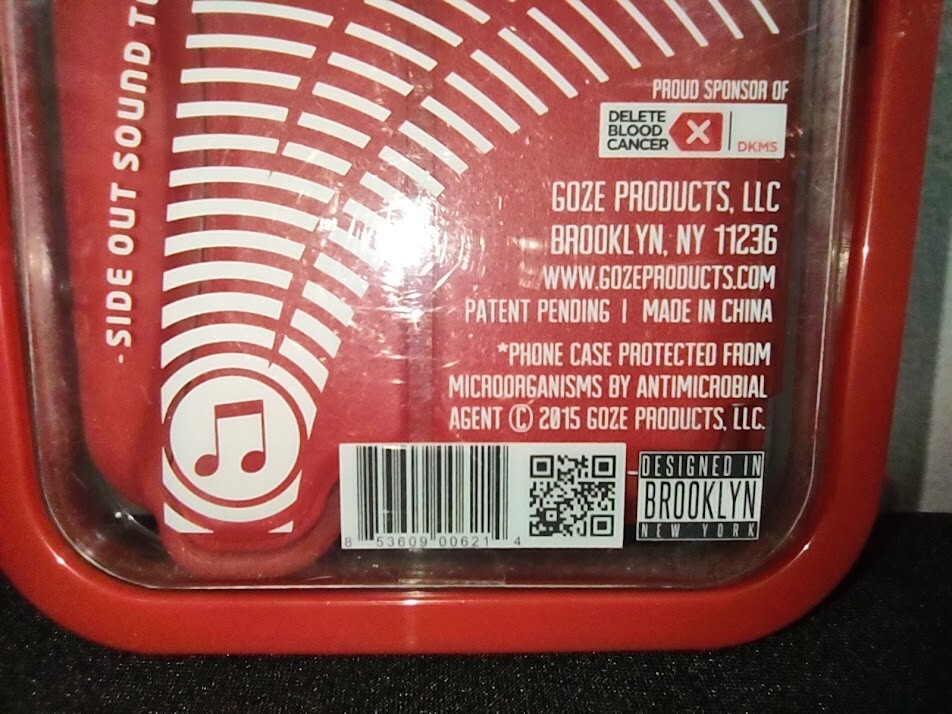 -SIDE OUT SOUND
PROUD SPONSOR OF
DELETE
BLOOD
CANCER
DKMS
GOZE PRODUCTS, LLC
BROOKLYN, NY 11236
WWW.GOZEPRODUCTS.COM
PATENT PENDING | MADE IN CHINA
*PHONE CASE PROTECTED FROM
MICROORGANISMS BY ANTIMICROBIAL
AGENT © 2015 GOZE PRODUCTS, LLC.
8 53609 00621 4
DESIGNED IN
BROOKLYN
NEW YORK